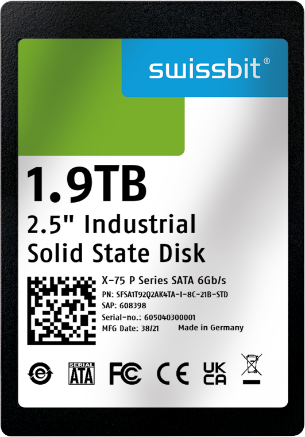 swissbit®
1.9TB
2.5" Industrial
Solid State Disk
X-75 P Series SATA 6Gb/s
PN: SFSA1T92Q2AK4TA-I-8C-21B-STD
SAP: 608398
Serial-no.: 605040300001
MFG Date: 38/21 Made in Germany
e
SERIAL
ATA
FC CE UK
CA